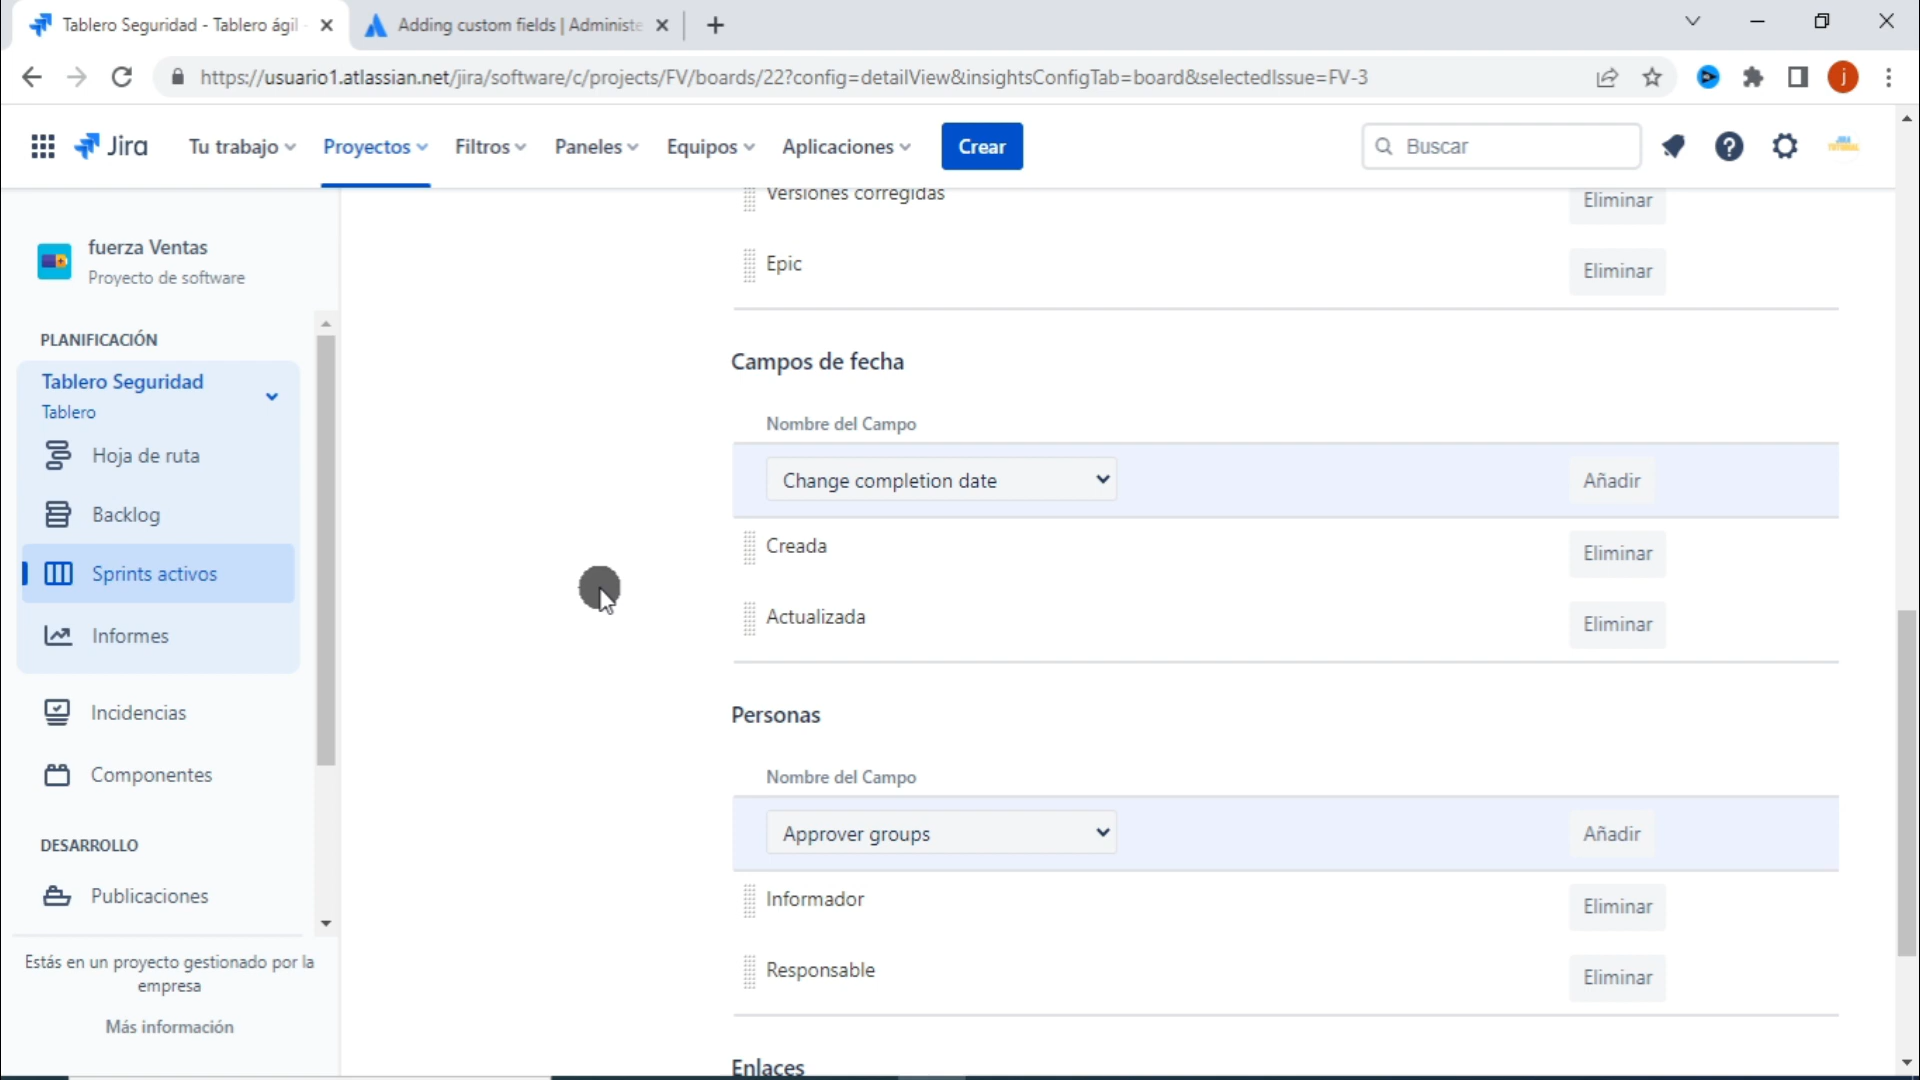 Tablero Seguridad - Tablero ágil -
Adding custom fields | Administe
https://usuario1.atlassian.net/jira/software/c/projects/FV/boards/22?config=detailView&insightsConfigTab=board&selectedIssue=FV-3
j
Jira
Tu trabajo
Proyectos
Filtros
Paneles
Equipos
Aplicaciones
Crear
Buscar
fuerza Ventas
Proyecto de software
PLANIFICACIÓN
Tablero Seguridad
Tablero
Hoja de ruta
Backlog
Sprints activos
Informes
Incidencias
Componentes
DESARROLLO
Publicaciones
Estás en un proyecto gestionado por la
empresa
Más información
Versiones corregidas
Eliminar
Epic
Eliminar
Campos de fecha
Nombre del Campo
Change completion date
Añadir
Creada
Eliminar
Actualizada
Eliminar
Personas
Nombre del Campo
Approver groups
Añadir
Informador
Eliminar
Responsable
Eliminar
Enlaces